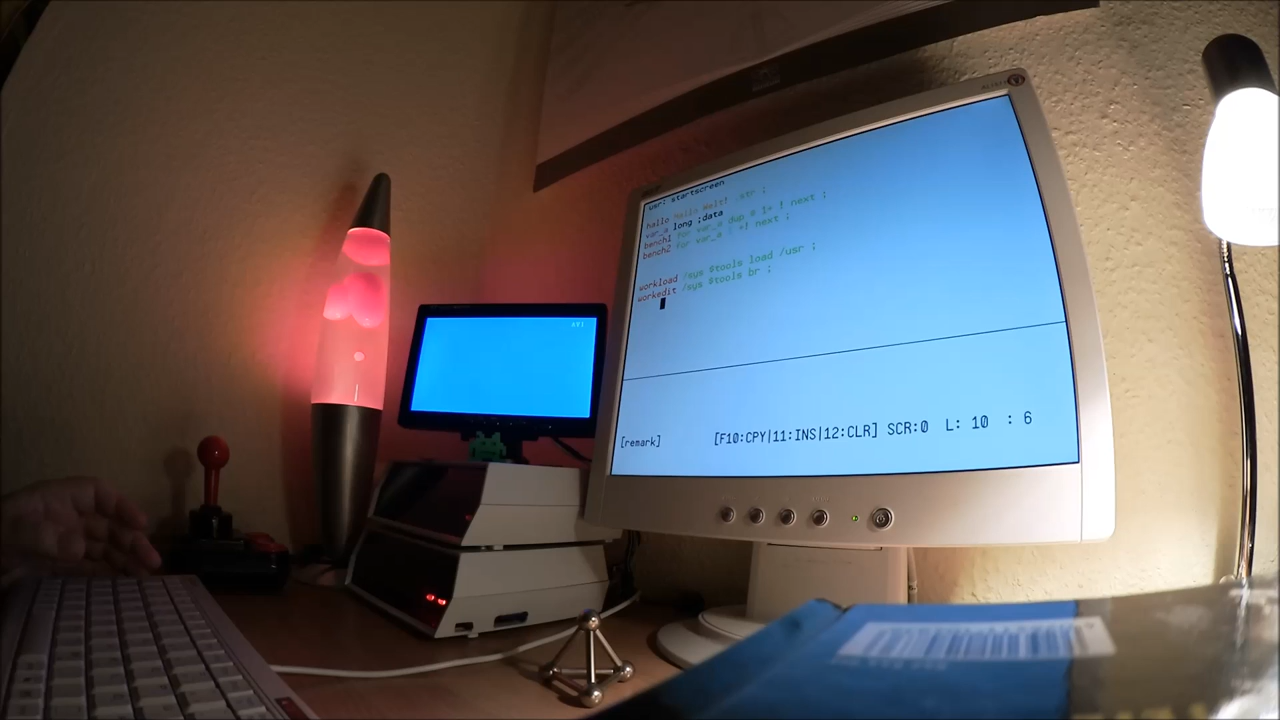 usr: startscreen
hallo Hallo Welt! .str ;
var_a long ;data
bench1 for var_a dup @ 1+ ! next ;
bench2 for var_a +! next ;
workload /sys $tools load /usr ;
workedit /sys $tools br ;
[remark] [F10:CPY|11:INS|12:CLR] SCR:0 L: 10 : 6
AV1